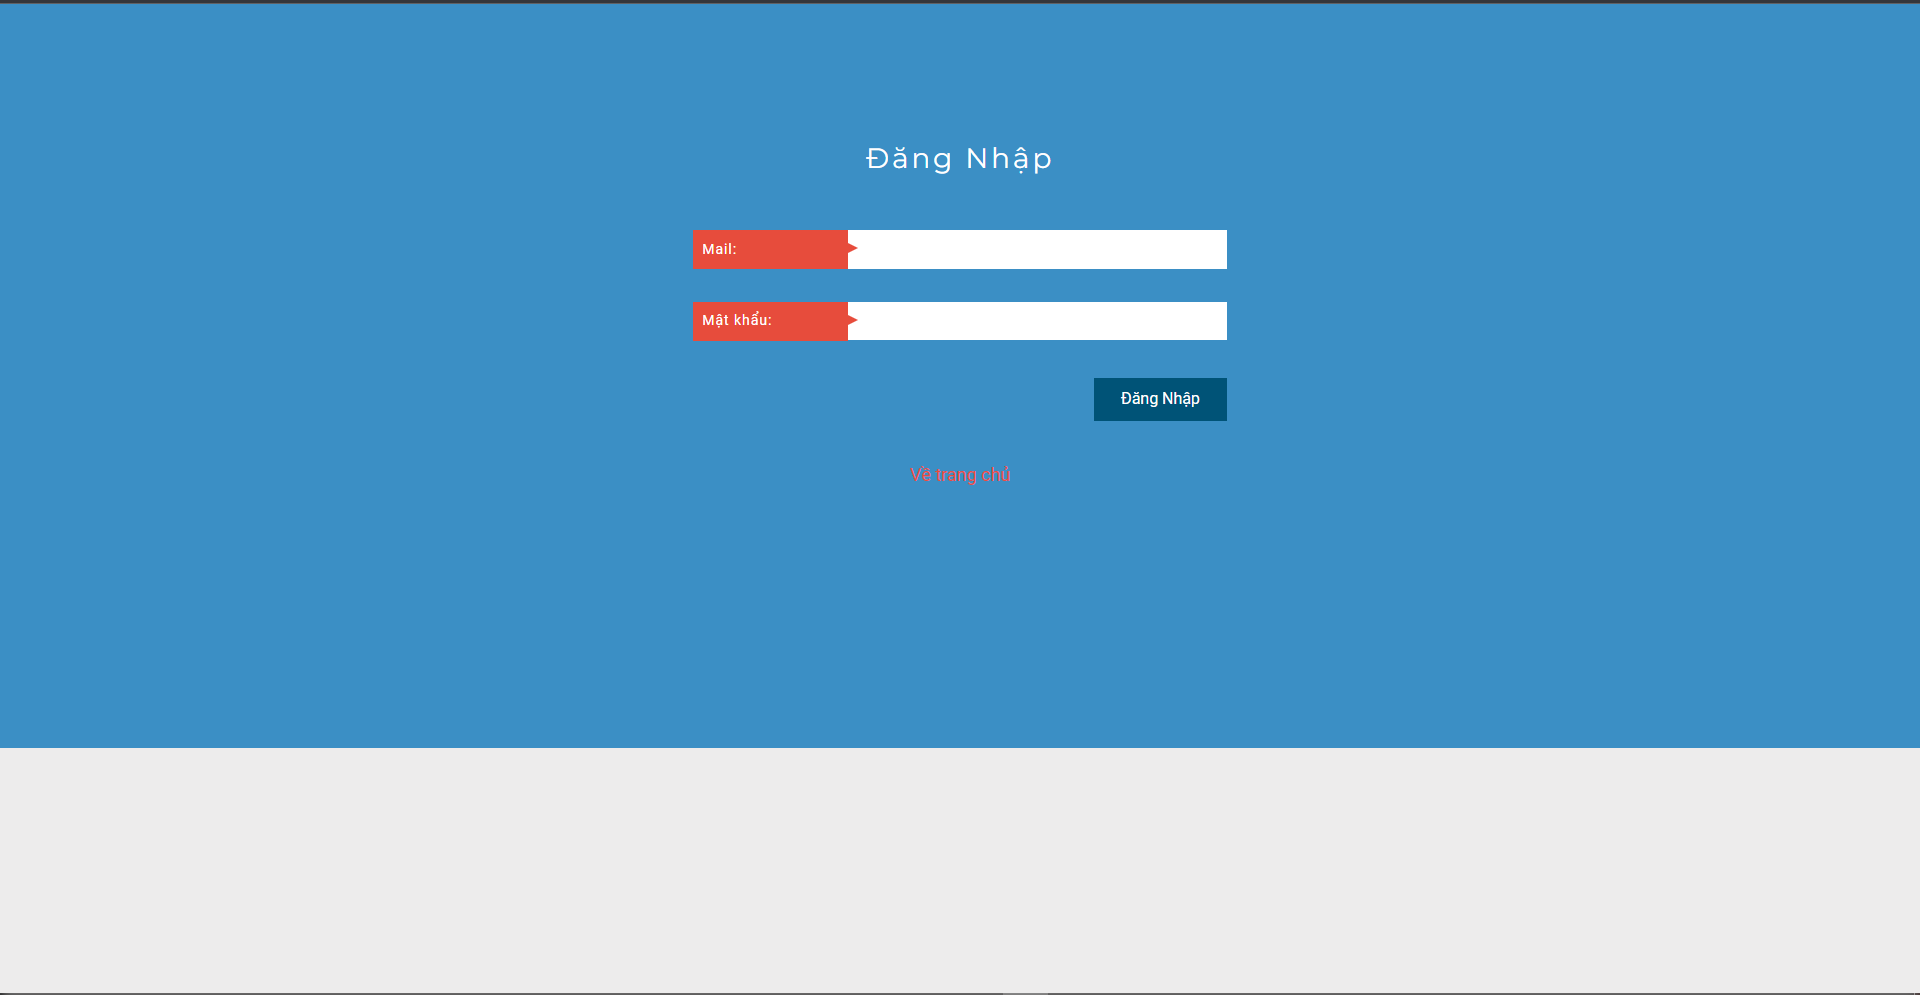 Đăng Nhập
Mail:
Mật khẩu:
Đăng Nhập
Về trang chủ